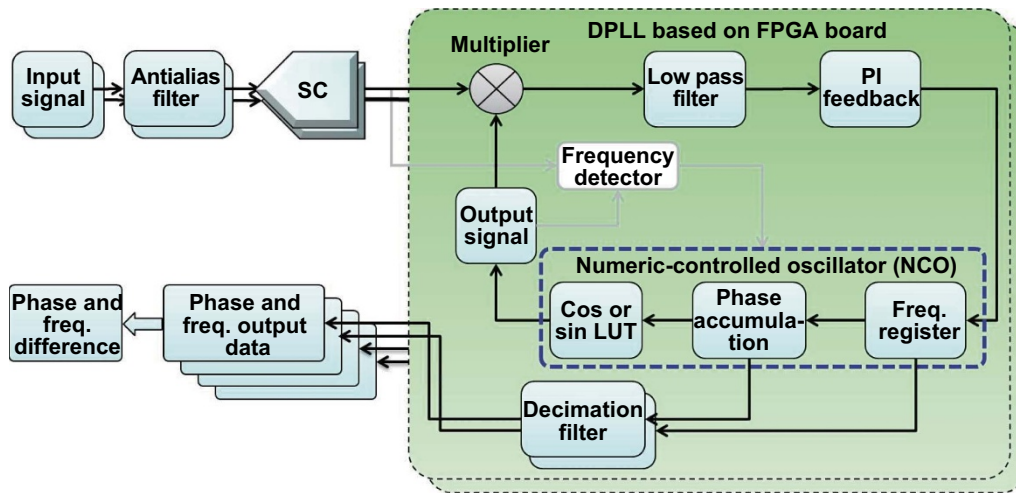 DPLL based on FPGA board
Multiplier
Input
signal
Antialias
filter
SC
Low pass
filter
PI
feedback
Frequency
detector
Output
signal
Numeric-controlled oscillator (NCO)
Cos or
sin LUT
Phase
accumula-
tion
Freq.
register
Phase and
freq.
difference
Phase and
freq. output
data
Decimation
filter